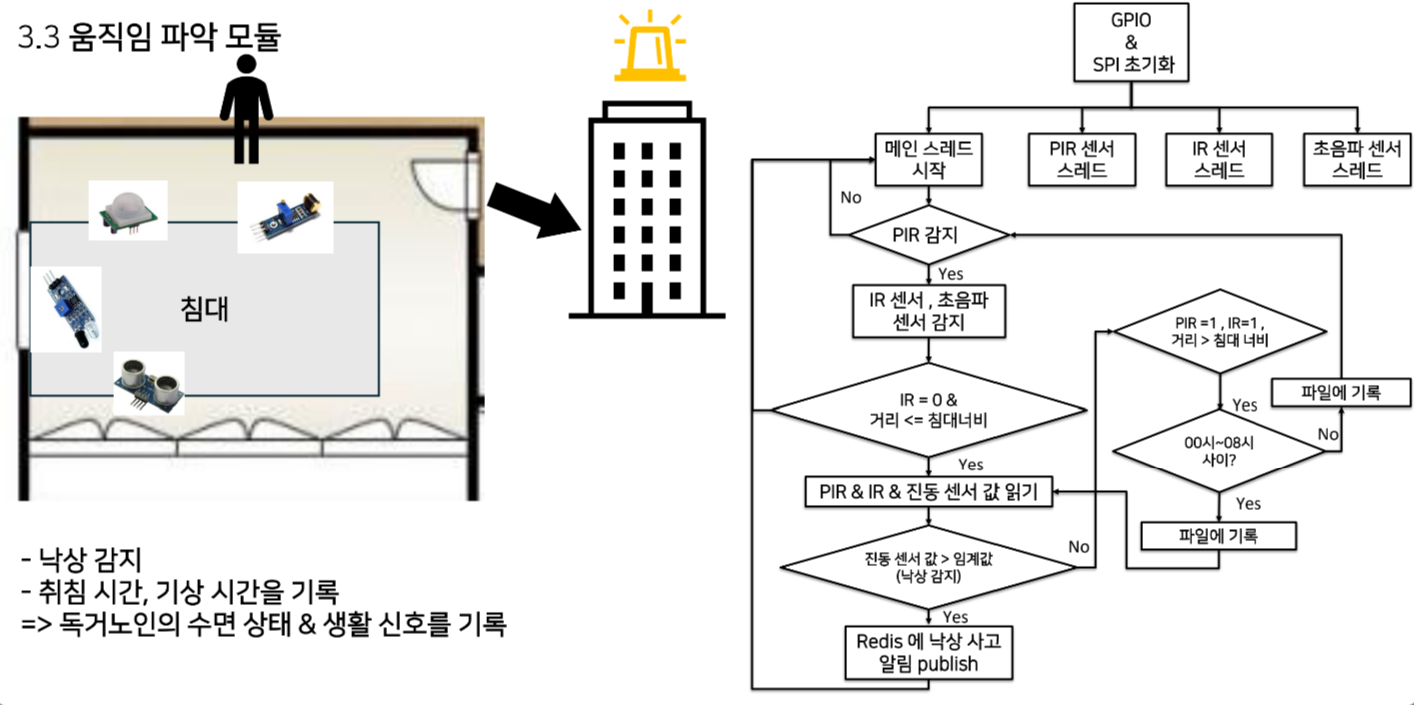 3.3 움직임 파악 모듈
침대
- 낙상 감지
- 취침 시간, 기상 시간을 기록
=> 독거노인의 수면 상태 & 생활 신호를 기록
GPIO
&
SPI 초기화
메인 스레드
시작
PIR 센서
스레드
IR 센서
스레드
초음파 센서
스레드
No
PIR 감지
Yes
IR 센서 , 초음파
센서 감지
IR = 0 &
거리 <= 침대너비
Yes
PIR & IR & 진동 센서 값 읽기
진동 센서 값 > 임계값
(낙상 감지)
No
Yes
Redis 에 낙상 사고
알림 publish
PIR =1 , IR=1 ,
거리 > 침대 너비
Yes
00시~08시
사이?
No
파일에 기록
Yes
파일에 기록